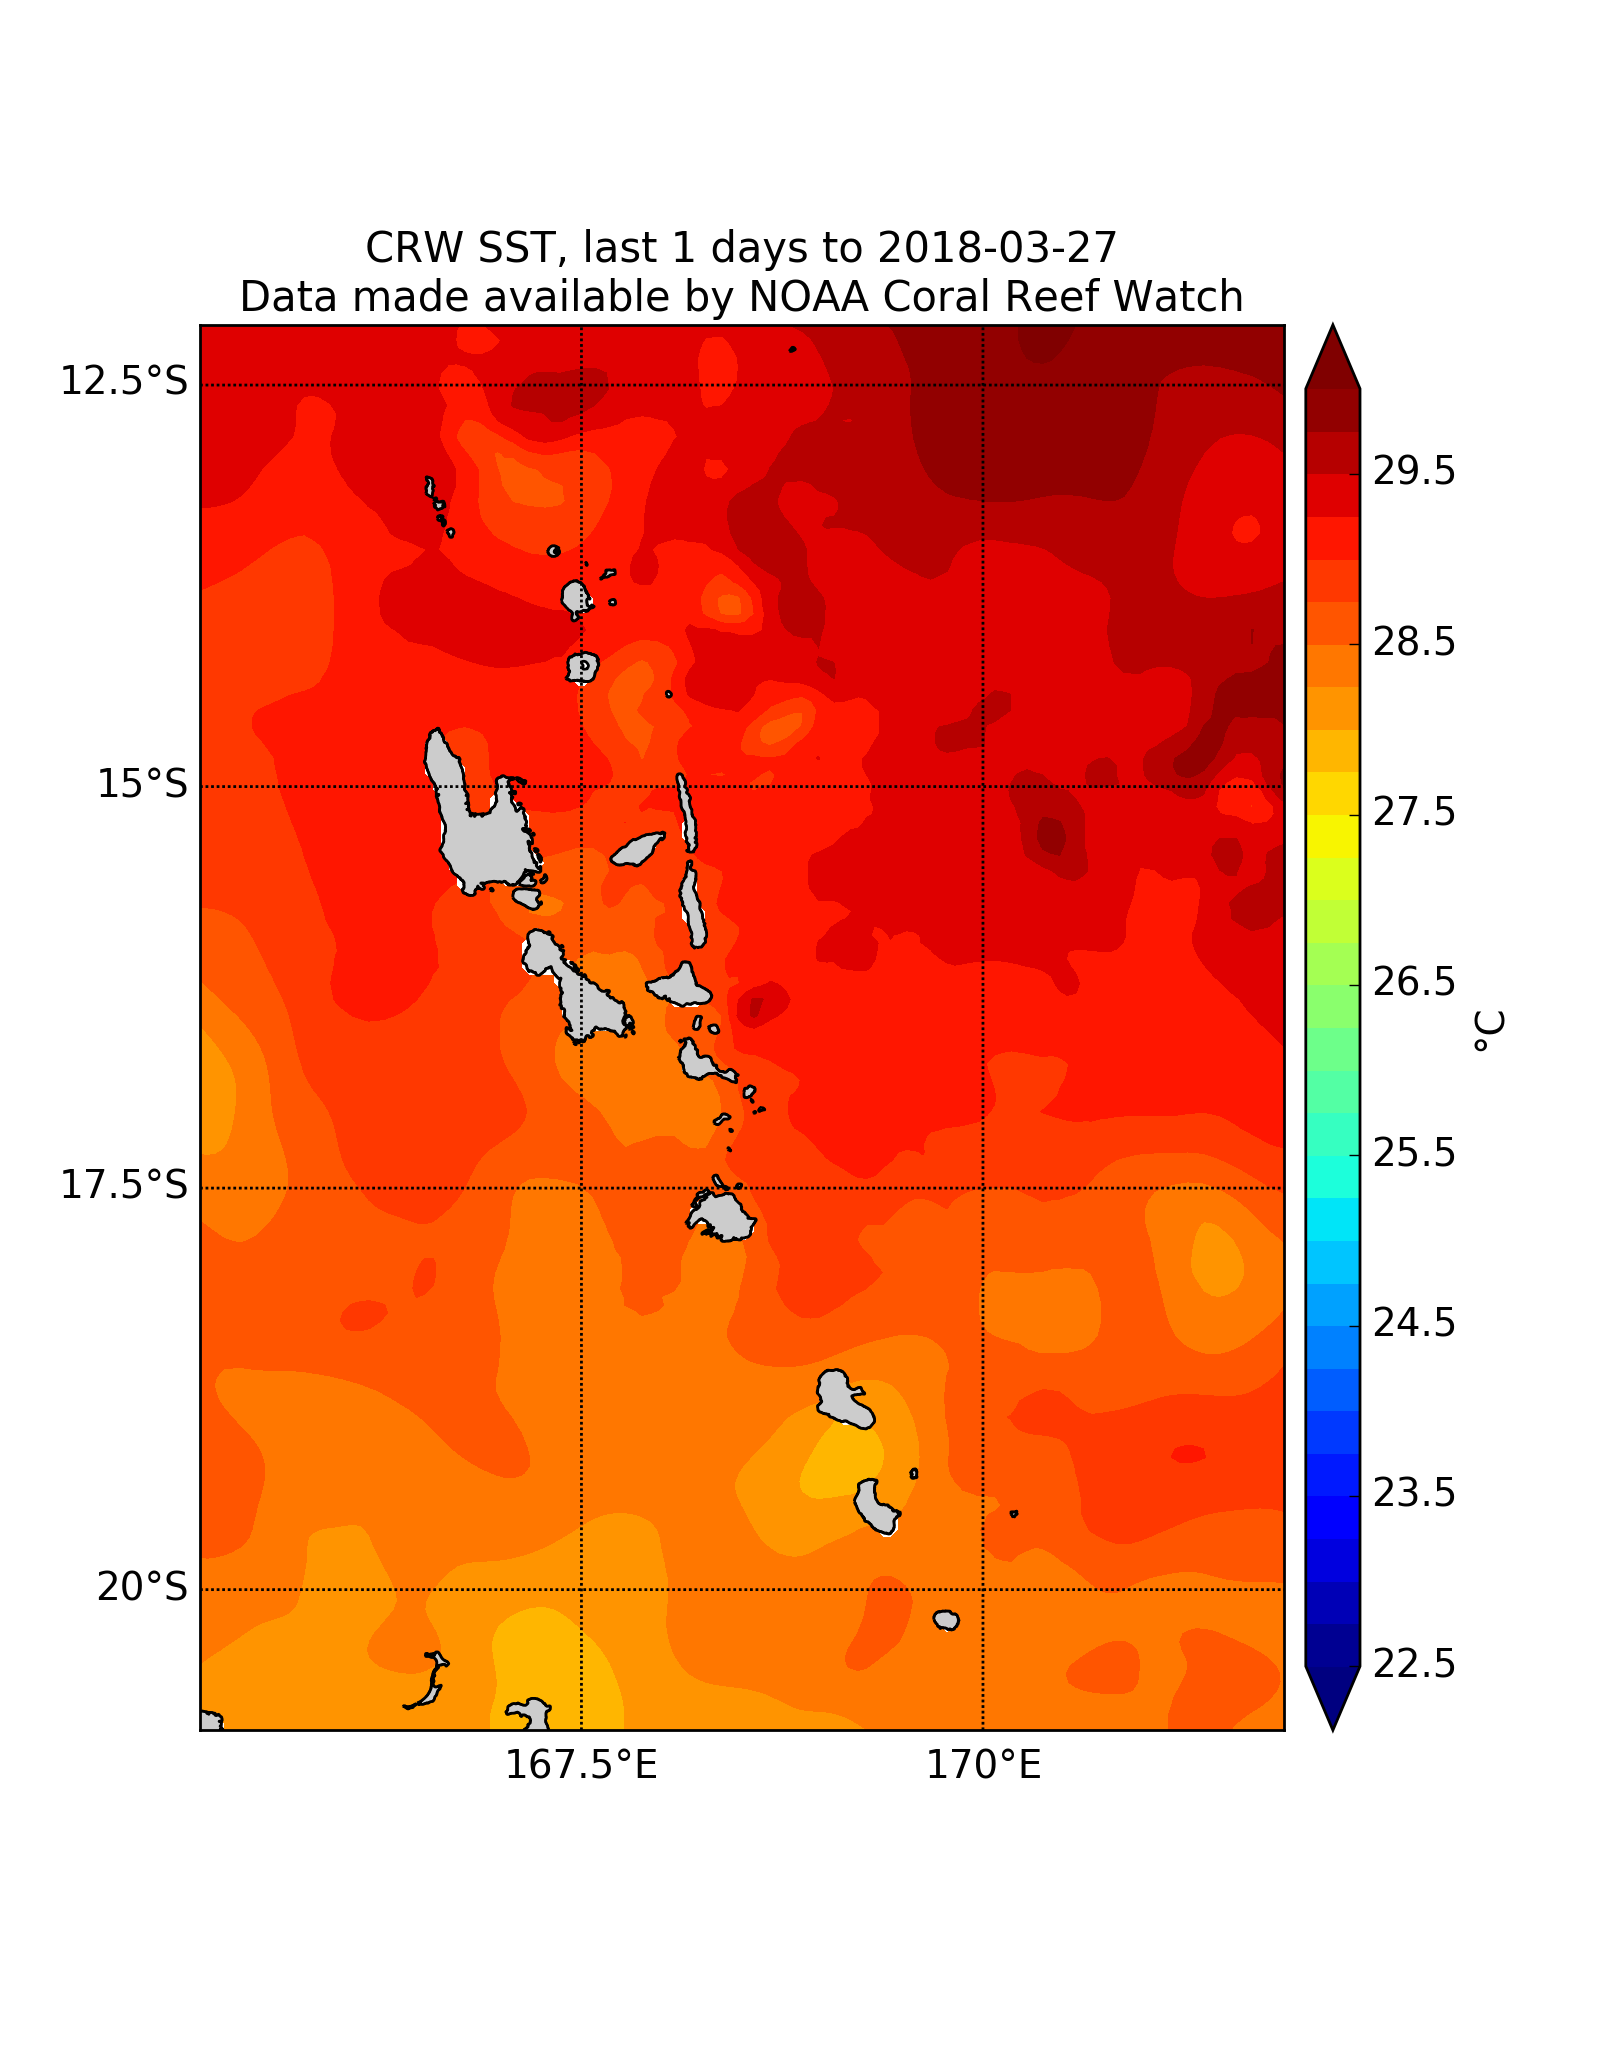 CRW SST, last 1 days to 2018-03-27
Data made available by NOAA Coral Reef Watch
12.5°S
15°S
17.5°S
20°S
167.5°E
170°E
29.5
28.5
27.5
26.5
25.5
24.5
23.5
22.5
°C